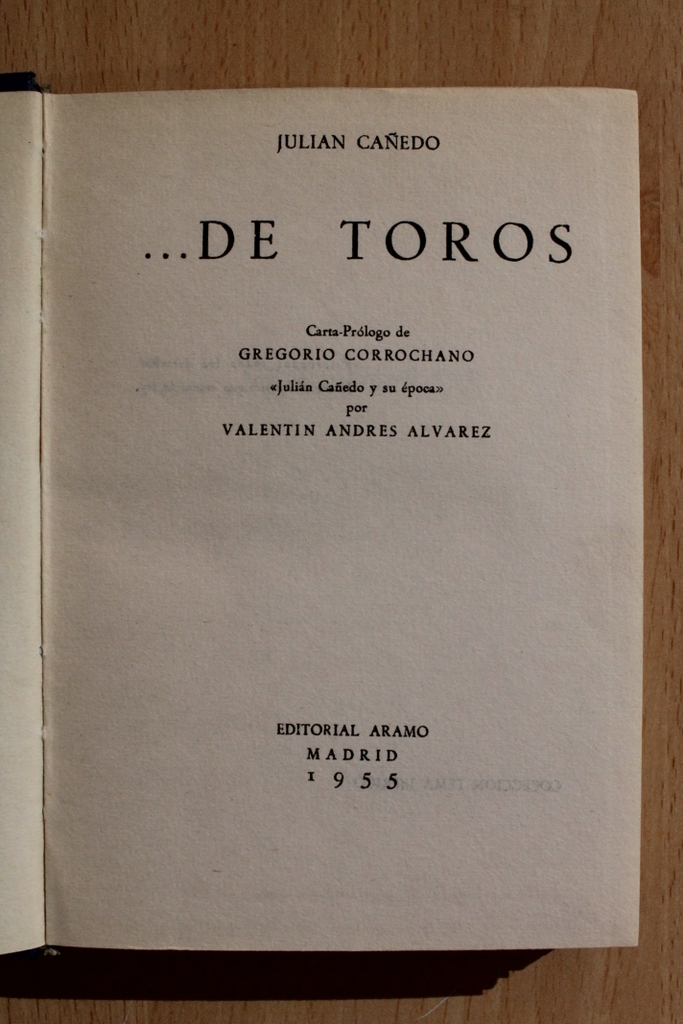 JULIAN CAÑEDO
...DE TOROS
Carta-Prólogo de
GREGORIO CORROCHANO
«Julián Cañedo y su época»
por
VALENTIN ANDRES ALVAREZ
EDITORIAL ARAMO
MADRID
1955